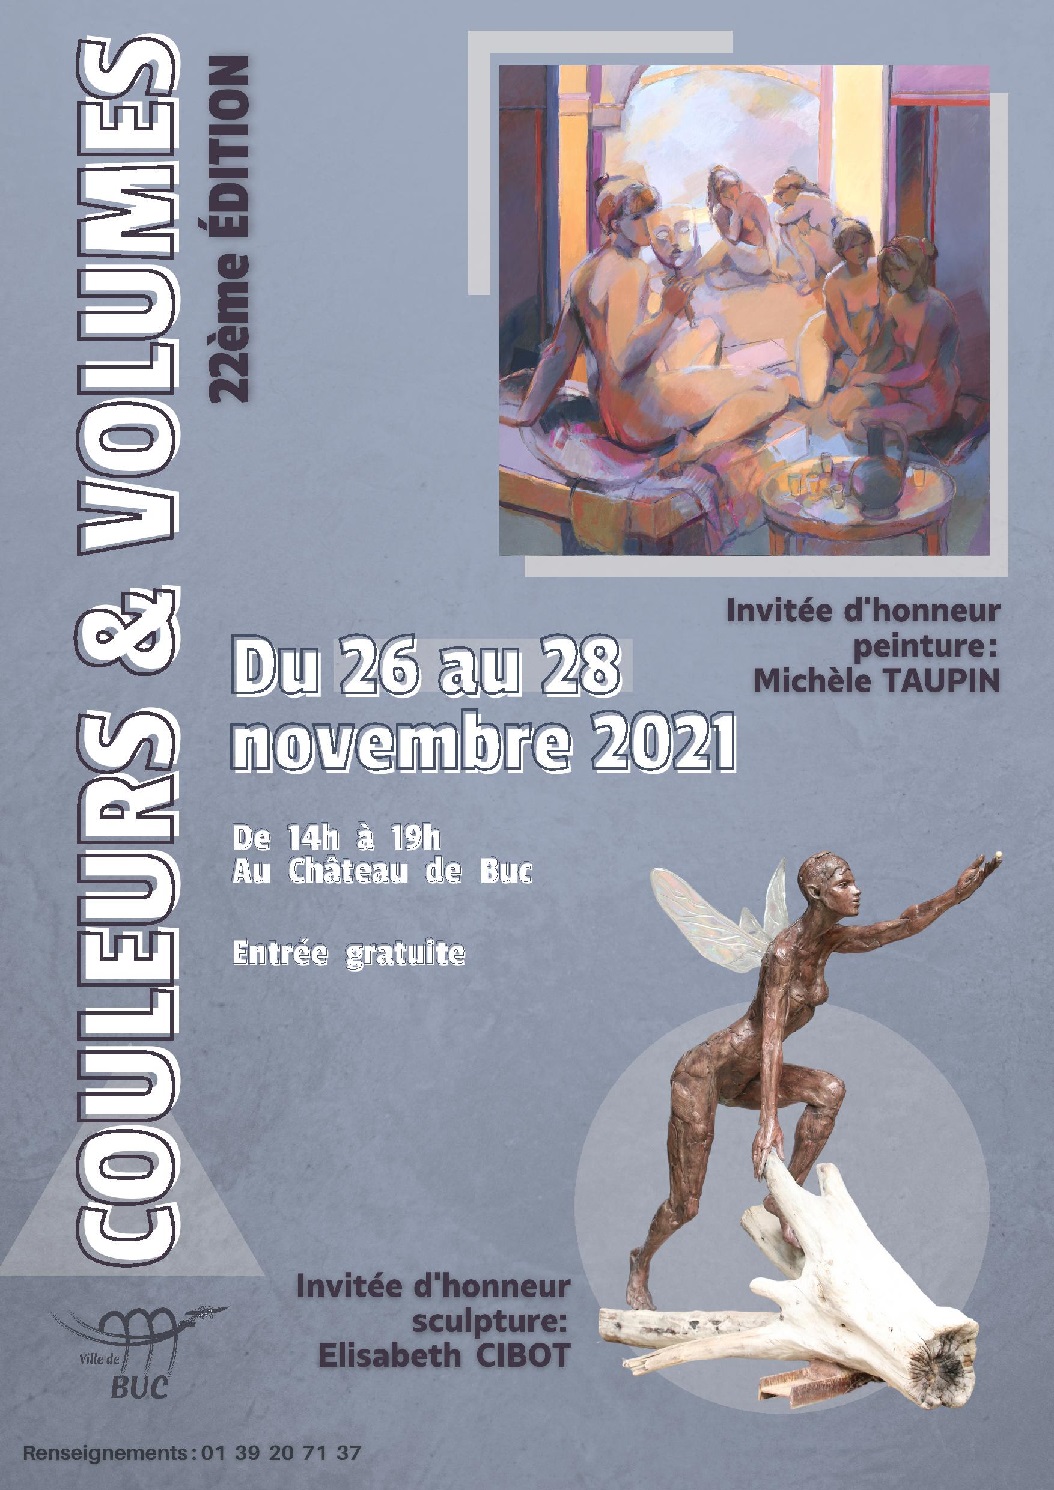 COULEURS & VOLUMES
22ème ÉDITION
Invitée d'honneur
peinture:
Michèle TAUPIN
Du 26 au 28
novembre 2021
De 14h à 19h
Au Château de Buc
Entrée gratuite
Invitée d'honneur
sculpture:
Elisabeth CIBOT
Ville de
BUC
Renseignements: 01 39 20 71 37